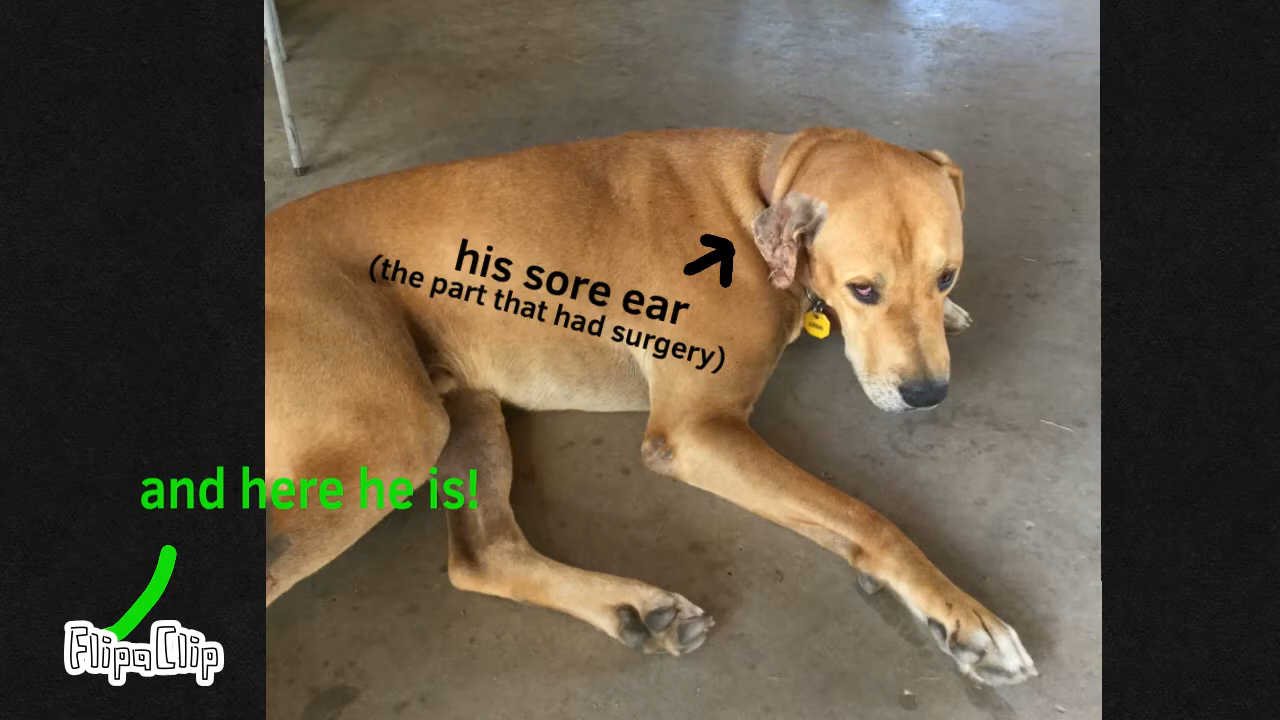 his sore ear
(the part that had surgery)
and here he is!
FlipaClip